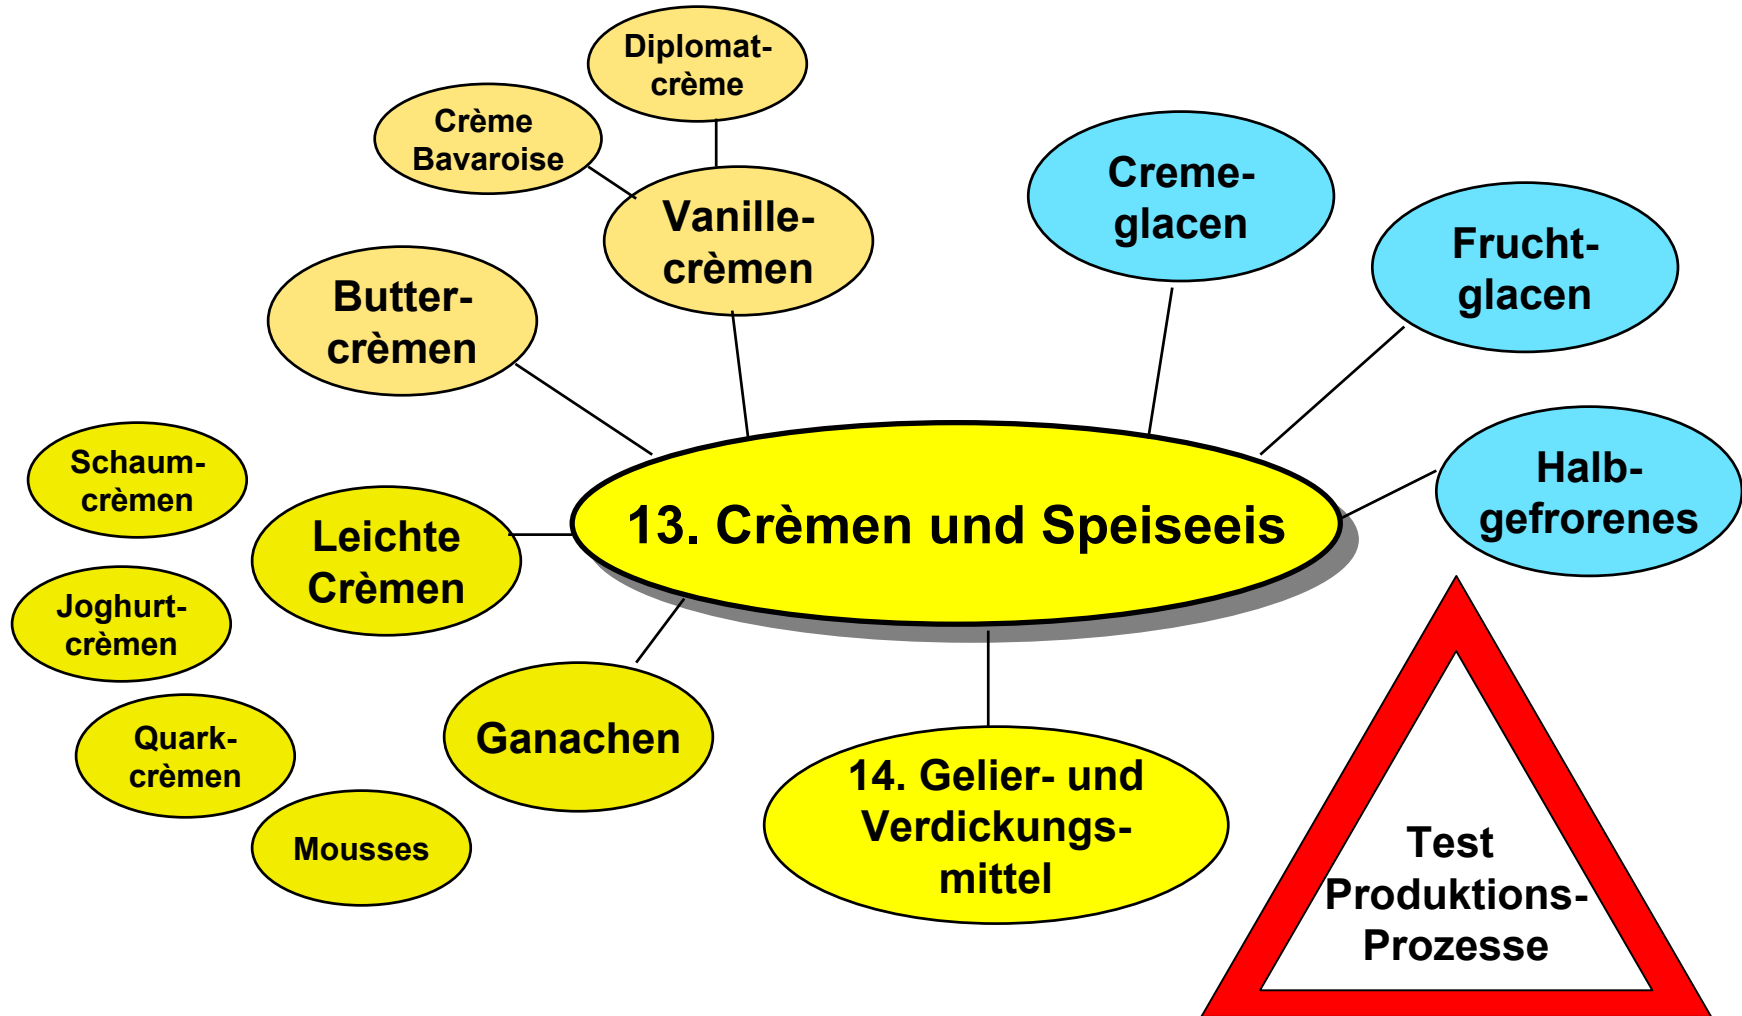 Diplomat-
crème
Crème
Bavaroise
Vanille-
crèmen
Butter-
crèmen
Creme-
glacen
Frucht-
glacen
Halb-
gefrorenes
13. Crèmen und Speiseeis
Schaum-
crèmen
Leichte
Crèmen
Joghurt-
crèmen
Quark-
crèmen
Mousses
Ganachen
14. Gelier- und
Verdickungs-
mittel
Test
Produktions-
Prozesse